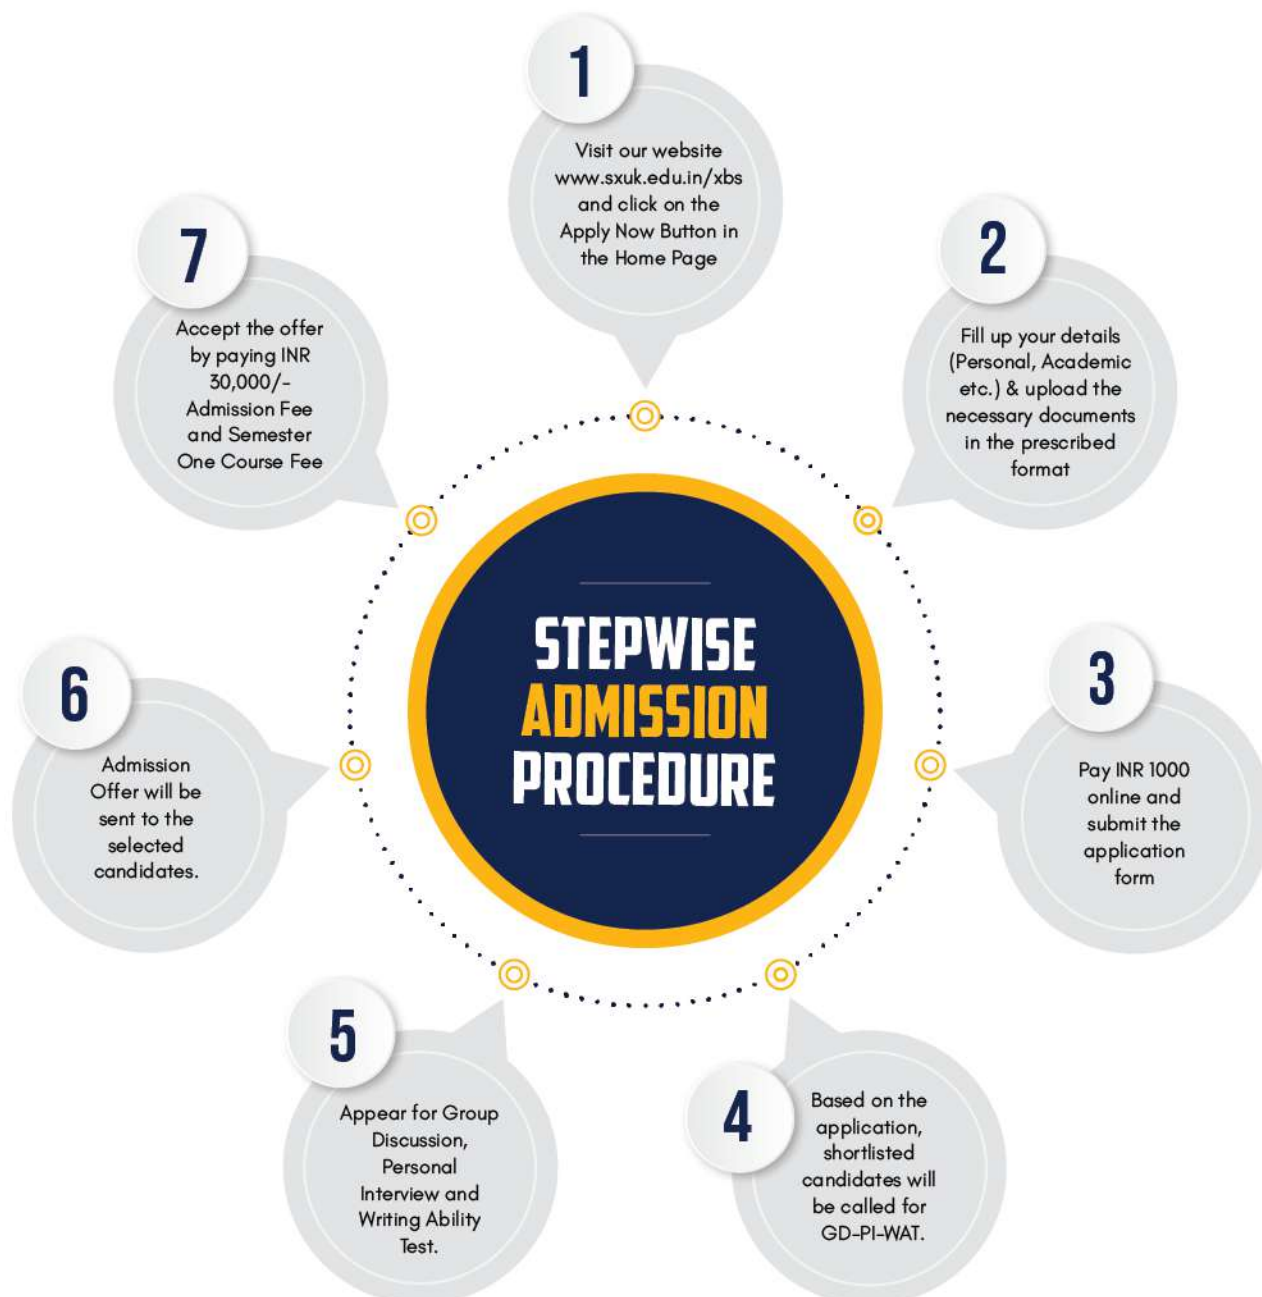 STEPWISE
ADMISSION
PROCEDURE
1
Visit our website
www.sxuk.edu.in/xbs
and click on the
Apply Now Button in
the Home Page
2
Fill up your details
(Personal, Academic
etc.) & upload the
necessary documents
in the prescribed
format
3
Pay INR 1000
online and
submit the
application
form
4
Based on the
application,
shortlisted
candidates will
be called for
GD-PI-WAT.
5
Appear for Group
Discussion,
Personal
Interview and
Writing Ability
Test.
6
Admission
Offer will be
sent to the
selected
candidates.
7
Accept the offer
by paying INR
30,000/-
Admission Fee
and Semester
One Course Fee